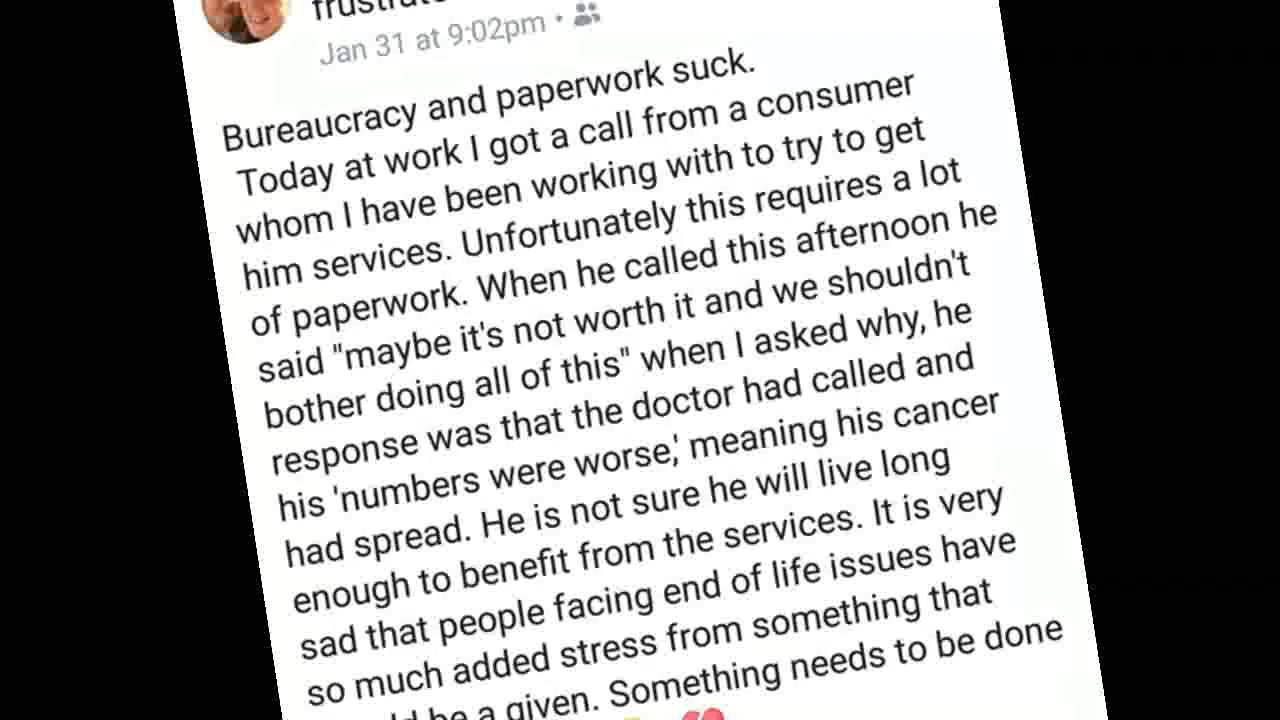 Jan 31 at 9:02pm •
Bureaucracy and paperwork suck.
Today at work I got a call from a consumer
whom I have been working with to try to get
him services. Unfortunately this requires a lot
of paperwork. When he called this afternoon he
said "maybe it's not worth it and we shouldn't
bother doing all of this" when I asked why, he
response was that the doctor had called and
his 'numbers were worse,' meaning his cancer
had spread. He is not sure he will live long
enough to benefit from the services. It is very
sad that people facing end of life issues have
so much added stress from something that
be a given. Something needs to be done